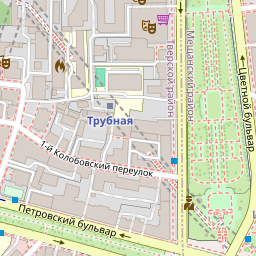 Тверской район
Мещанский район
Цветной бульвар
Трубная
1-й Колобовский переулок
Петровский бульвар